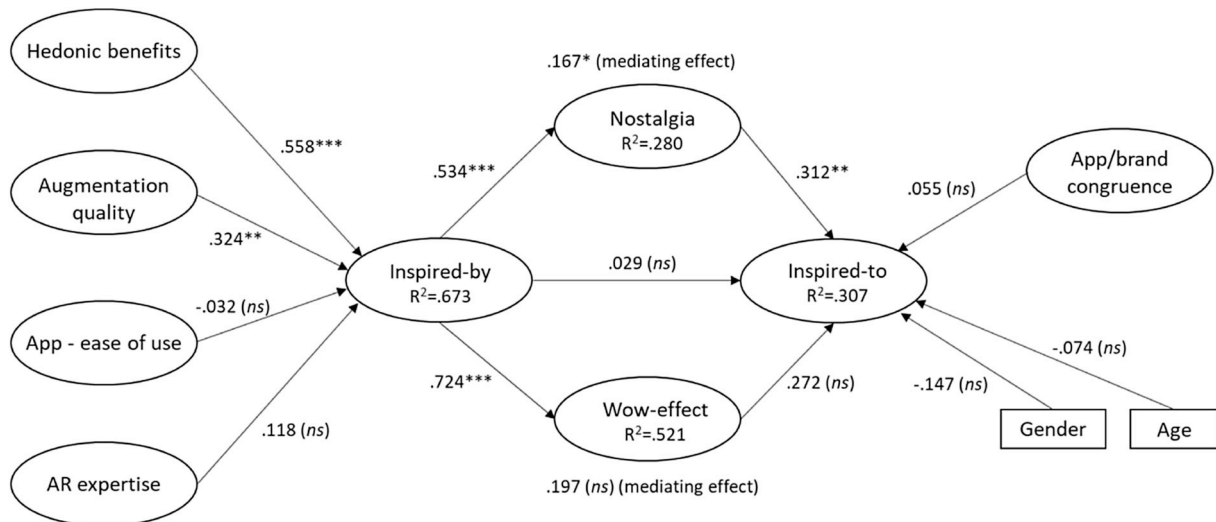 Hedonic benefits
.167* (mediating effect)
Nostalgia
R²=.280
.558***
.534***
.312**
App/brand
congruence
Augmentation
quality
.055 (ns)
.324**
Inspired-by
R²=.673
.029 (ns)
Inspired-to
R²=.307
-.032 (ns)
App - ease of use
-.074 (ns)
.724***
.272 (ns)
-.147 (ns)
Wow-effect
R²=.521
.118 (ns)
Gender
Age
AR expertise
.197 (ns) (mediating effect)